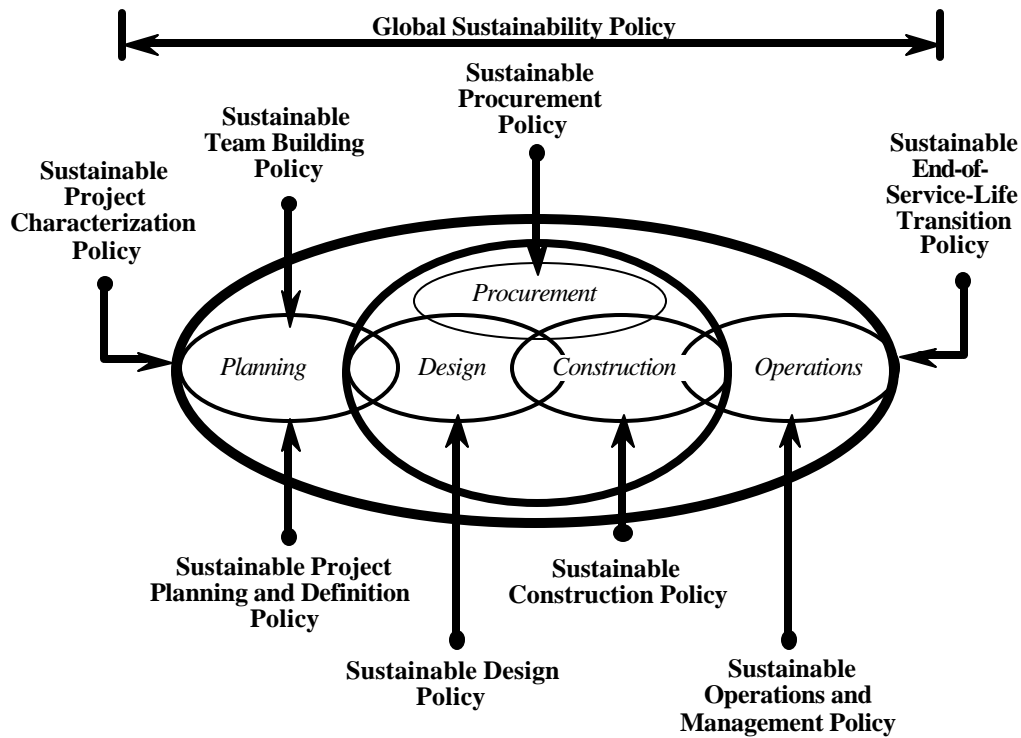 Global Sustainability Policy
Sustainable
Procurement
Policy
Sustainable
Team Building
Policy
Sustainable
Project
Characterization
Policy
Sustainable
End-of-
Service-Life
Transition
Policy
Procurement
Planning
Design
Construction
Operations
Sustainable Project
Planning and Definition
Policy
Sustainable
Construction Policy
Sustainable Design
Policy
Sustainable
Operations and
Management Policy